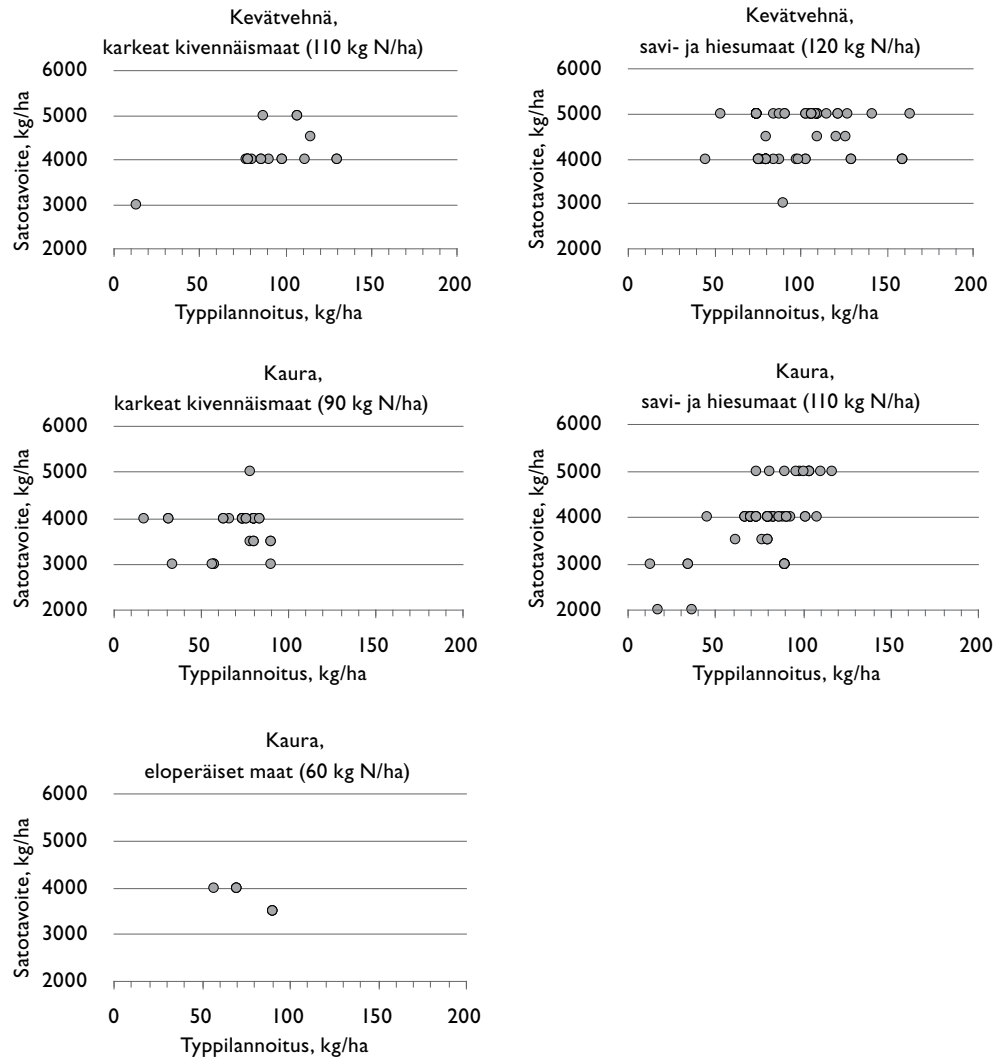 Kevätvehnä,
karkeat kivennäismaat (110 kg N/ha)
Satotavoite, kg/ha
6000
5000
4000
3000
2000
0 50 100 150 200
Typpilannoitus, kg/ha
Kevätvehnä,
savi- ja hiesumaat (120 kg N/ha)
Satotavoite, kg/ha
6000
5000
4000
3000
2000
0 50 100 150 200
Typpilannoitus, kg/ha
Kaura,
karkeat kivennäismaat (90 kg N/ha)
Satotavoite, kg/ha
6000
5000
4000
3000
2000
0 50 100 150 200
Typpilannoitus, kg/ha
Kaura,
savi- ja hiesumaat (110 kg N/ha)
Satotavoite, kg/ha
6000
5000
4000
3000
2000
0 50 100 150 200
Typpilannoitus, kg/ha
Kaura,
eloperäiset maat (60 kg N/ha)
Satotavoite, kg/ha
6000
5000
4000
3000
2000
0 50 100 150 200
Typpilannoitus, kg/ha